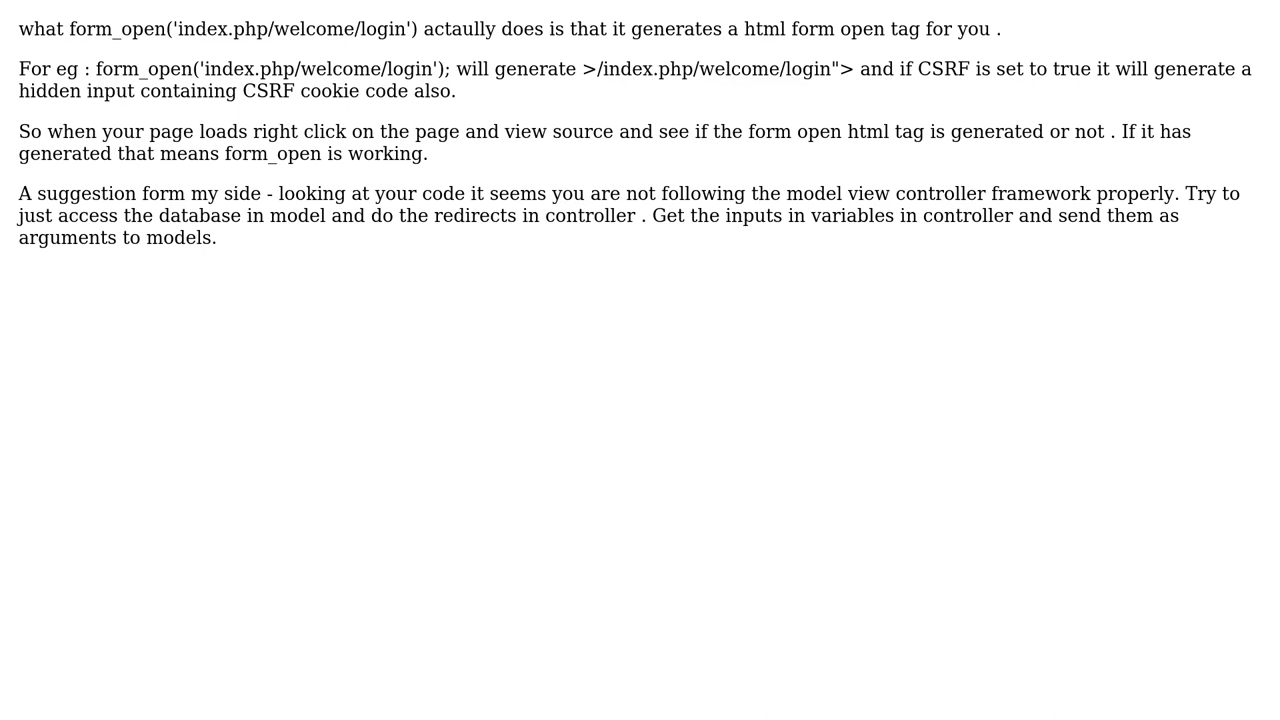 what form_open('index.php/welcome/login') actaully does is that it generates a html form open tag for you .
For eg : form_open('index.php/welcome/login'); will generate >/index.php/welcome/login"> and if CSRF is set to true it will generate a
hidden input containing CSRF cookie code also.
So when your page loads right click on the page and view source and see if the form open html tag is generated or not . If it has
generated that means form_open is working.
A suggestion form my side - looking at your code it seems you are not following the model view controller framework properly. Try to
just access the database in model and do the redirects in controller . Get the inputs in variables in controller and send them as
arguments to models.